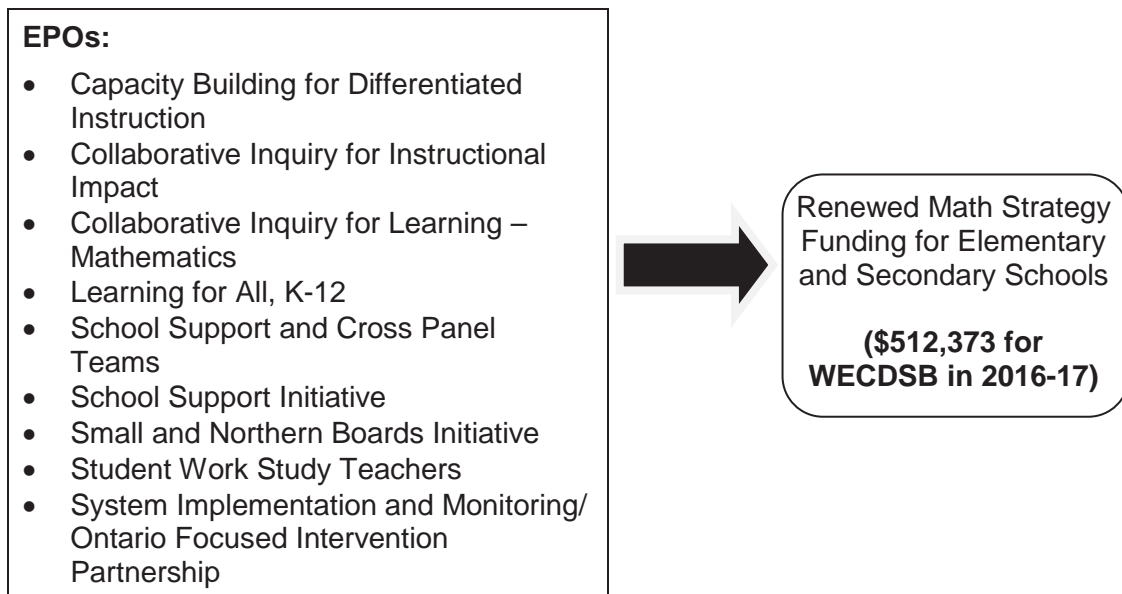 EPOs:
• Capacity Building for Differentiated
Instruction
• Collaborative Inquiry for Instructional
Impact
• Collaborative Inquiry for Learning –
Mathematics
• Learning for All, K-12
• School Support and Cross Panel
Teams
• School Support Initiative
• Small and Northern Boards Initiative
• Student Work Study Teachers
• System Implementation and Monitoring/
Ontario Focused Intervention
Partnership
Renewed Math Strategy
Funding for Elementary
and Secondary Schools
($512,373 for
WECDSB in 2016-17)